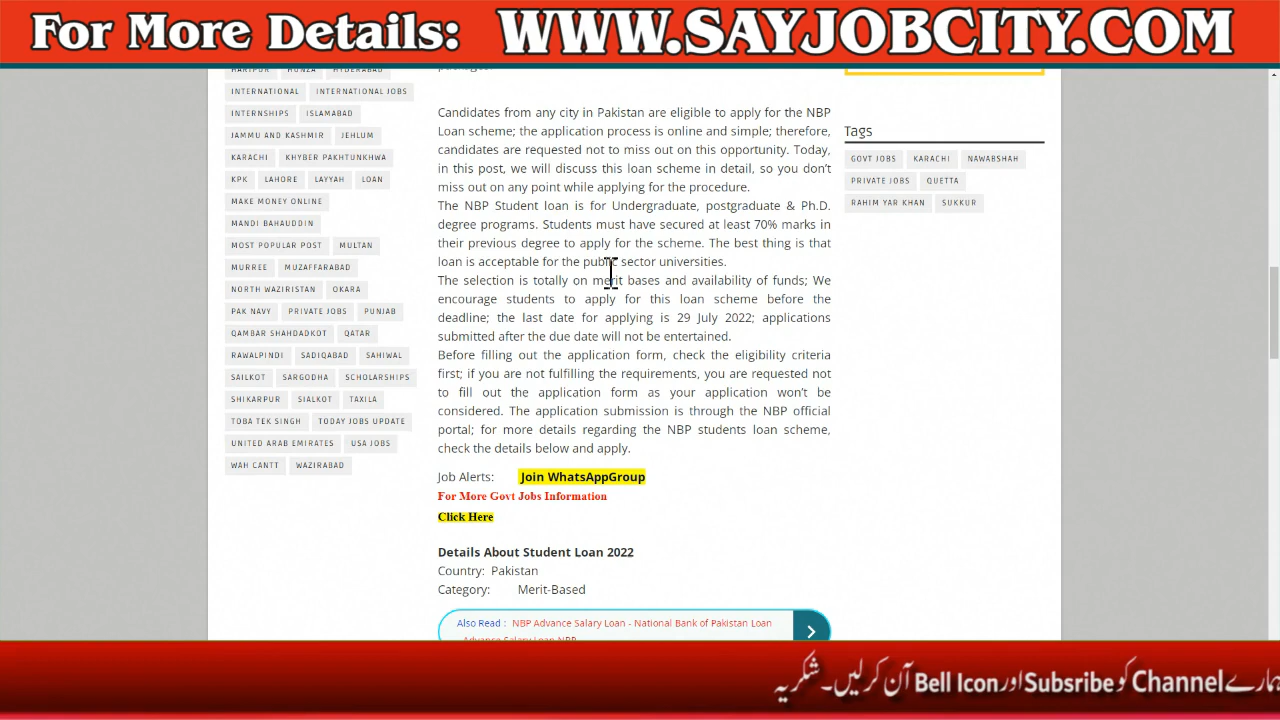 For More Details: WWW.SAYJOBCITY.COM
HARIPUR HUNZA HYDERABAD
INTERNATIONAL INTERNATIONAL JOBS
INTERNSHIPS ISLAMABAD
JAMMU AND KASHMIR JEHLUM
KARACHI KHYBER PAKHTUNKHWA
KPK LAHORE LAYYAH LOAN
MAKE MONEY ONLINE
MANDI BAHAUDDIN
MOST POPULAR POST MULTAN
MURREE MUZAFFARABAD
NORTH WAZIRISTAN OKARA
PAK NAVY PRIVATE JOBS PUNJAB
QAMBAR SHAHDADKOT QATAR
RAWALPINDI SADIQABAD SAHIWAL
SAILKOT SARGODHA SCHOLARSHIPS
SHIKARPUR SIALKOT TAXILA
TOBA TEK SINGH TODAY JOBS UPDATE
UNITED ARAB EMIRATES USA JOBS
WAH CANTT WAZIRABAD
Candidates from any city in Pakistan are eligible to apply for the NBP
Loan scheme; the application process is online and simple; therefore,
candidates are requested not to miss out on this opportunity. Today,
in this post, we will discuss this loan scheme in detail, so you don't
miss out on any point while applying for the procedure.
The NBP Student loan is for Undergraduate, postgraduate & Ph.D.
degree programs. Students must have secured at least 70% marks in
their previous degree to apply for the scheme. The best thing is that
loan is acceptable for the public sector universities.
The selection is totally on merit bases and availability of funds; We
encourage students to apply for this loan scheme before the
deadline; the last date for applying is 29 July 2022; applications
submitted after the due date will not be entertained.
Before filling out the application form, check the eligibility criteria
first; if you are not fulfilling the requirements, you are requested not
to fill out the application form as your application won't be
considered. The application submission is through the NBP official
portal; for more details regarding the NBP students loan scheme,
check the details below and apply.
Job Alerts: Join WhatsAppGroup
For More Govt Jobs Information
Click Here
Details About Student Loan 2022
Country: Pakistan
Category: Merit-Based
Also Read : NBP Advance Salary Loan - National Bank of Pakistan Loan
- Advance Salary Loan NBP
Tags
GOVT JOBS KARACHI NAWABSHAH
PRIVATE JOBS QUETTA
RAHIM YAR KHAN SUKKUR
ہمارے Channel کو Subsribe اور Bell Icon آن کرلیں۔ شکریہ